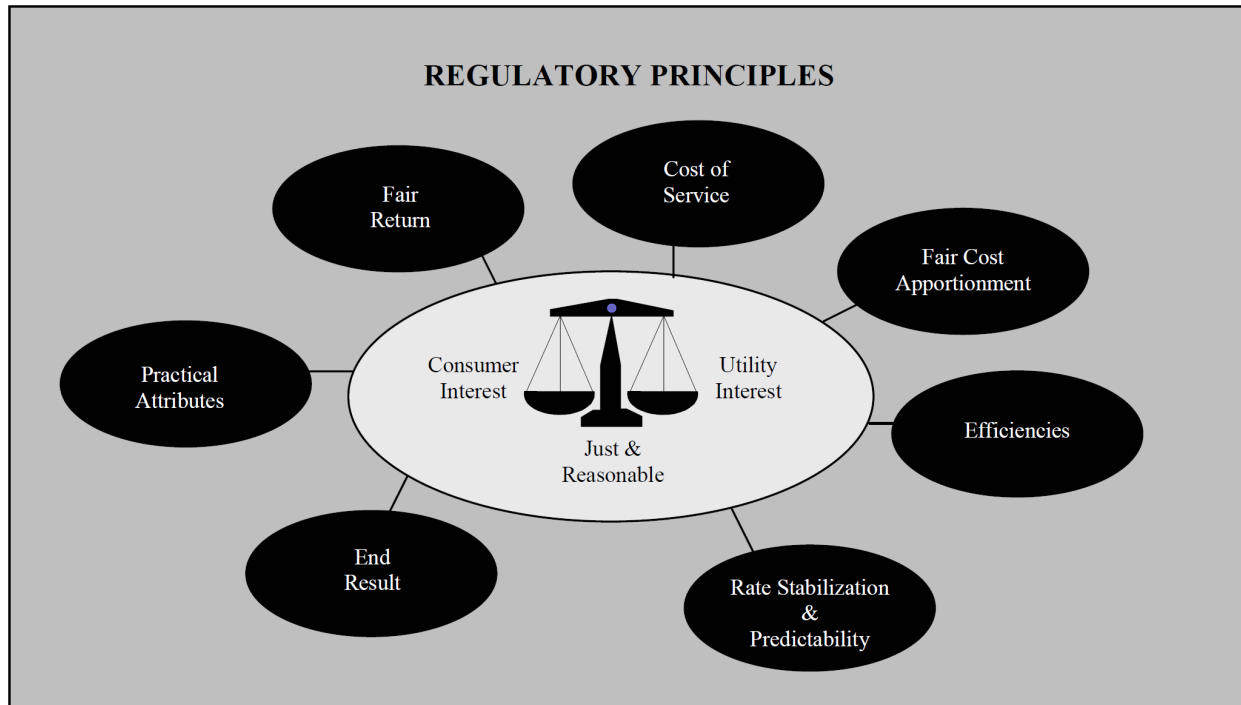 REGULATORY PRINCIPLES
Cost of
Service
Fair
Return
Fair Cost
Apportionment
Practical
Attributes
Consumer
Interest
Utility
Interest
Efficiencies
Just &
Reasonable
End
Result
Rate Stabilization
&
Predictability